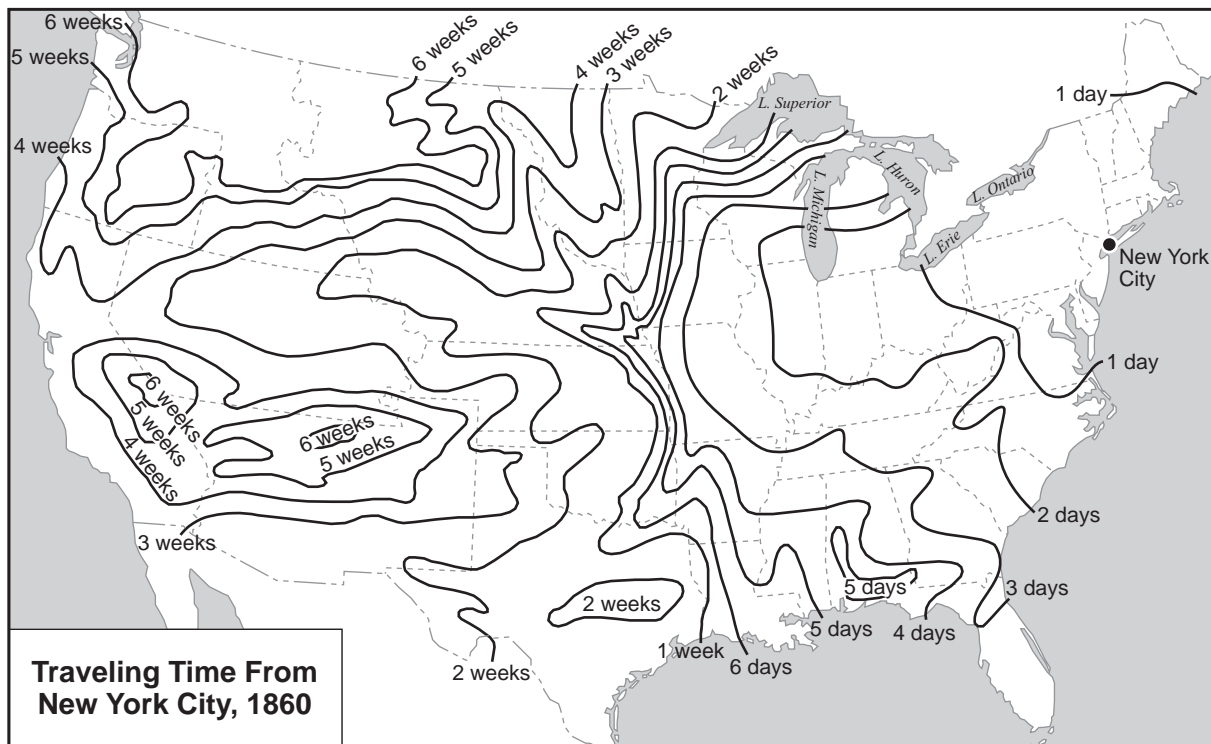 6 weeks
5 weeks
4 weeks
6 weeks
5 weeks
4 weeks
3 weeks
2 weeks
L. Superior
L. Michigan
L. Huron
L. Ontario
L. Erie
1 day
New York
City
1 day
6 weeks
5 weeks
4 weeks
6 weeks
5 weeks
3 weeks
2 days
3 days
4 days
5 days
5 days
6 days
1 week
2 weeks
2 weeks
Traveling Time From
New York City, 1860